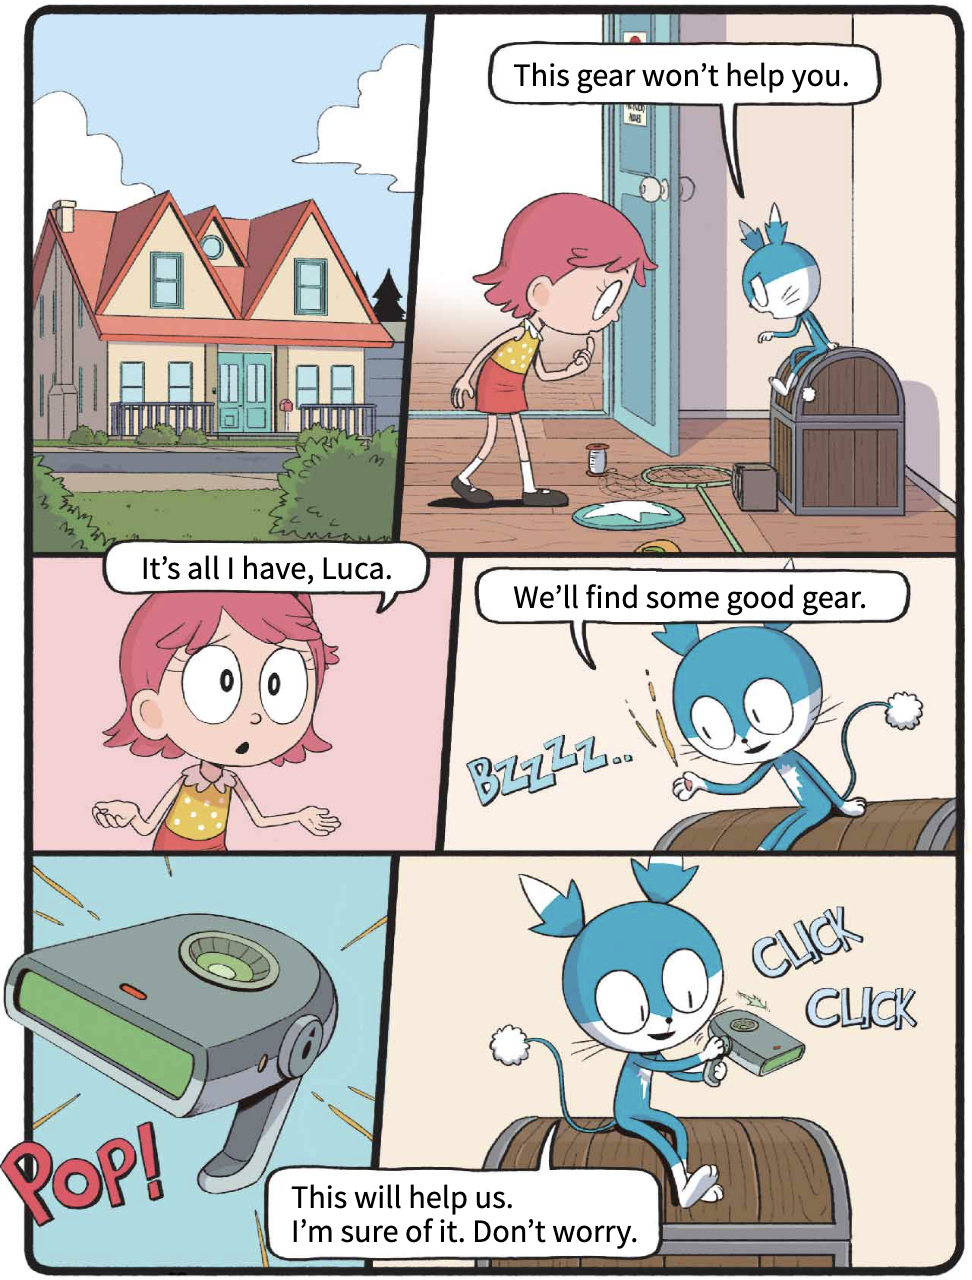 This gear won't help you.
It's all I have, Luca.
We'll find some good gear.
BZZZZ..
POP!
CLICK
CLICK
This will help us.
I'm sure of it. Don't worry.